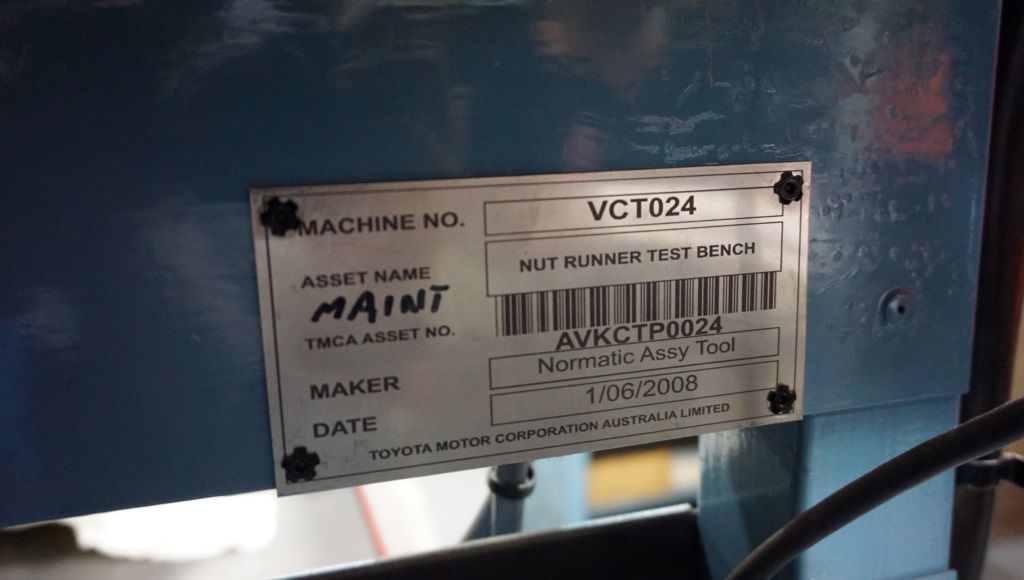 MACHINE NO. VCT024
ASSET NAME NUT RUNNER TEST BENCH
MAINT
TMCA ASSET NO. AVKCTP0024
MAKER Normatic Assy Tool
DATE 1/06/2008
TOYOTA MOTOR CORPORATION AUSTRALIA LIMITED